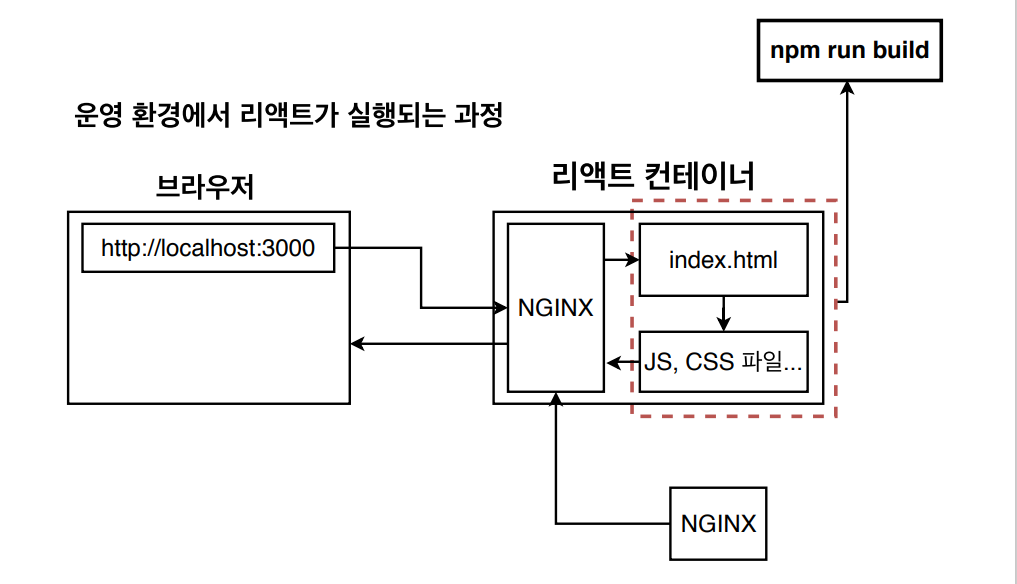 npm run build
운영 환경에서 리액트가 실행되는 과정
브라우저
리액트 컨테이너
http://localhost:3000
NGINX
index.html
JS, CSS 파일...
NGINX